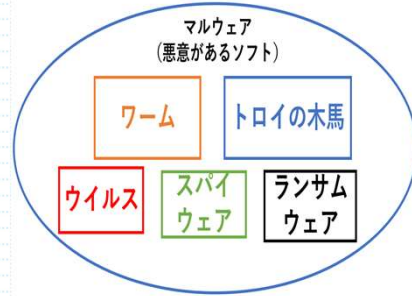 マルウェア
(悪意があるソフト)
ワーム
トロイの木馬
ウイルス
スパイ
ウェア
ランサム
ウェア